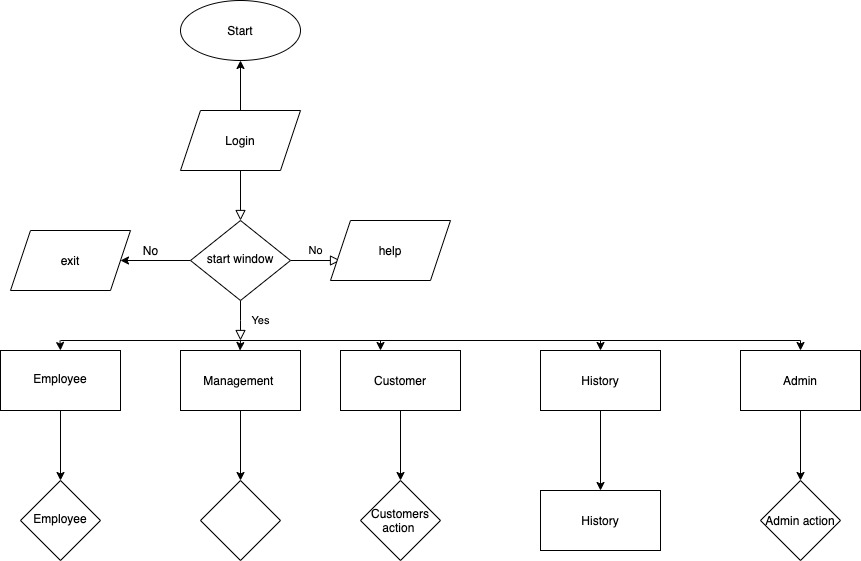 Start
Login
exit
No
start window
No
help
Yes
Employee
Management
Customer
History
Admin
Employee
Customers
action
History
Admin action